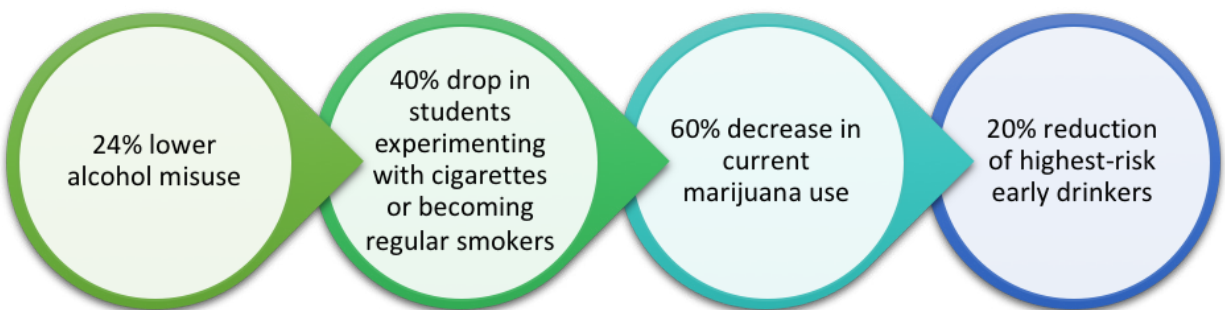 24% lower
alcohol misuse
40% drop in
students
experimenting
with cigarettes
or becoming
regular smokers
60% decrease in
current
marijuana use
20% reduction
of highest-risk
early drinkers